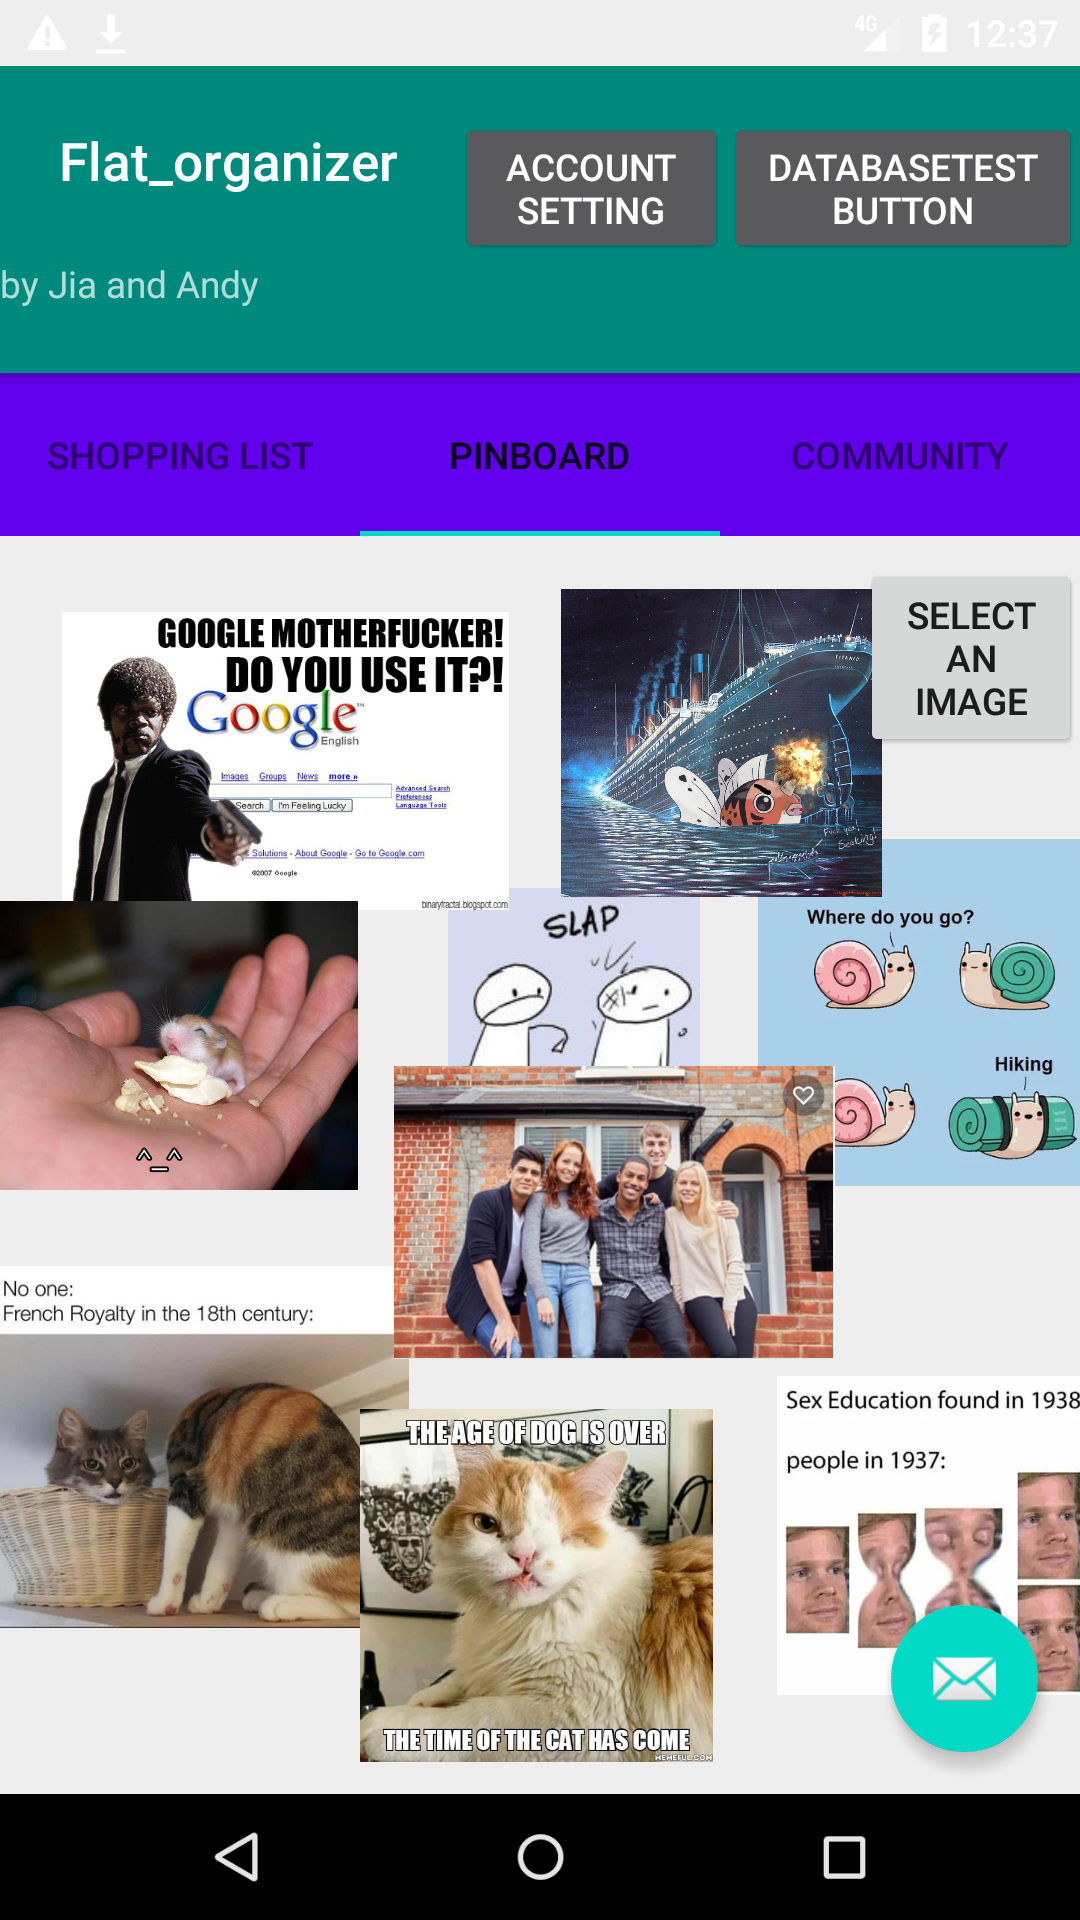 4G 12:37
Flat_organizer
ACCOUNT
SETTING
DATABASETEST
BUTTON
by Jia and Andy
SHOPPING LIST
PINBOARD
COMMUNITY
SELECT
AN
IMAGE
GOOGLE MOTHERFUCKER!
DO YOU USE IT?!
Google
English
Images Groups News more »
Advanced Search
Preferences
Language Tools
Search I'm Feeling Lucky
Solutions - About Google - Go to Google.com
©2007 Google
binaryfractal.blogspot.com
TITANIC
Fuck you!
Seaking!
SLAP
Where do you go?
Hiking
^_^
No one:
French Royalty in the 18th century:
THE AGE OF DOG IS OVER
THE TIME OF THE CAT HAS COME
MEMEFUL.COM
Sex Education found in 1938
people in 1937: